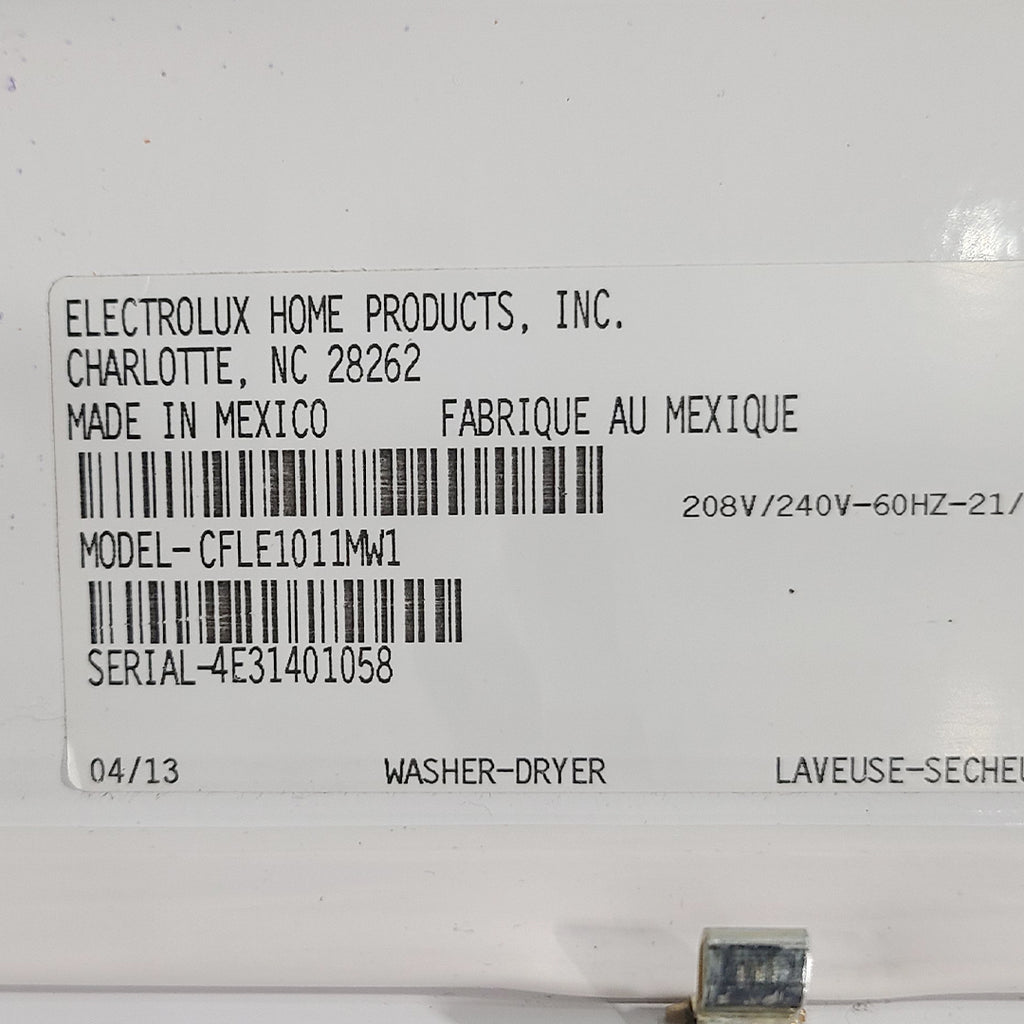 ELECTROLUX HOME PRODUCTS, INC.
CHARLOTTE, NC 28262
MADE IN MEXICO FABRIQUE AU MEXIQUE
208V/240V-60HZ-21/
MODEL-CFLE1011MW1
SERIAL-4E31401058
04/13 WASHER-DRYER LAVEUSE-SECHEU